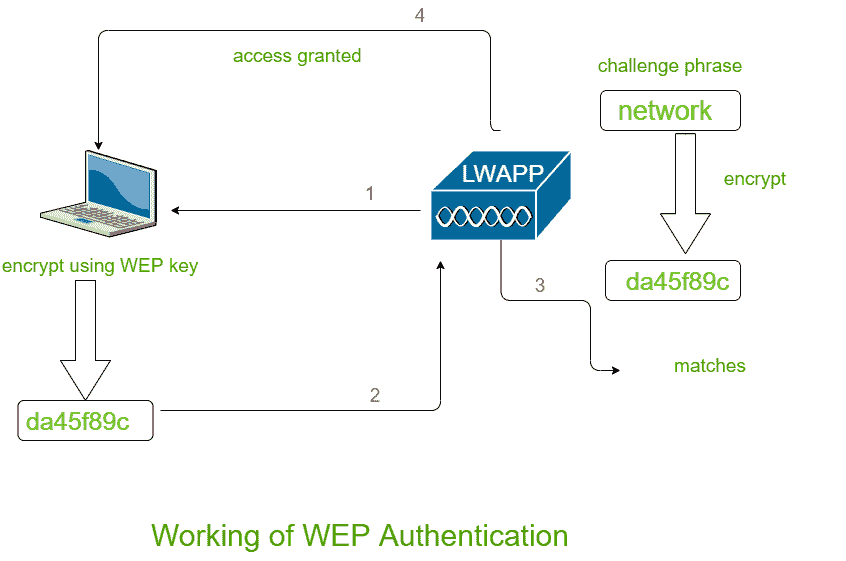 4
access granted
challenge phrase
network
LWAPP
encrypt
1
encrypt using WEP key
da45f89c
3
matches
2
da45f89c
Working of WEP Authentication